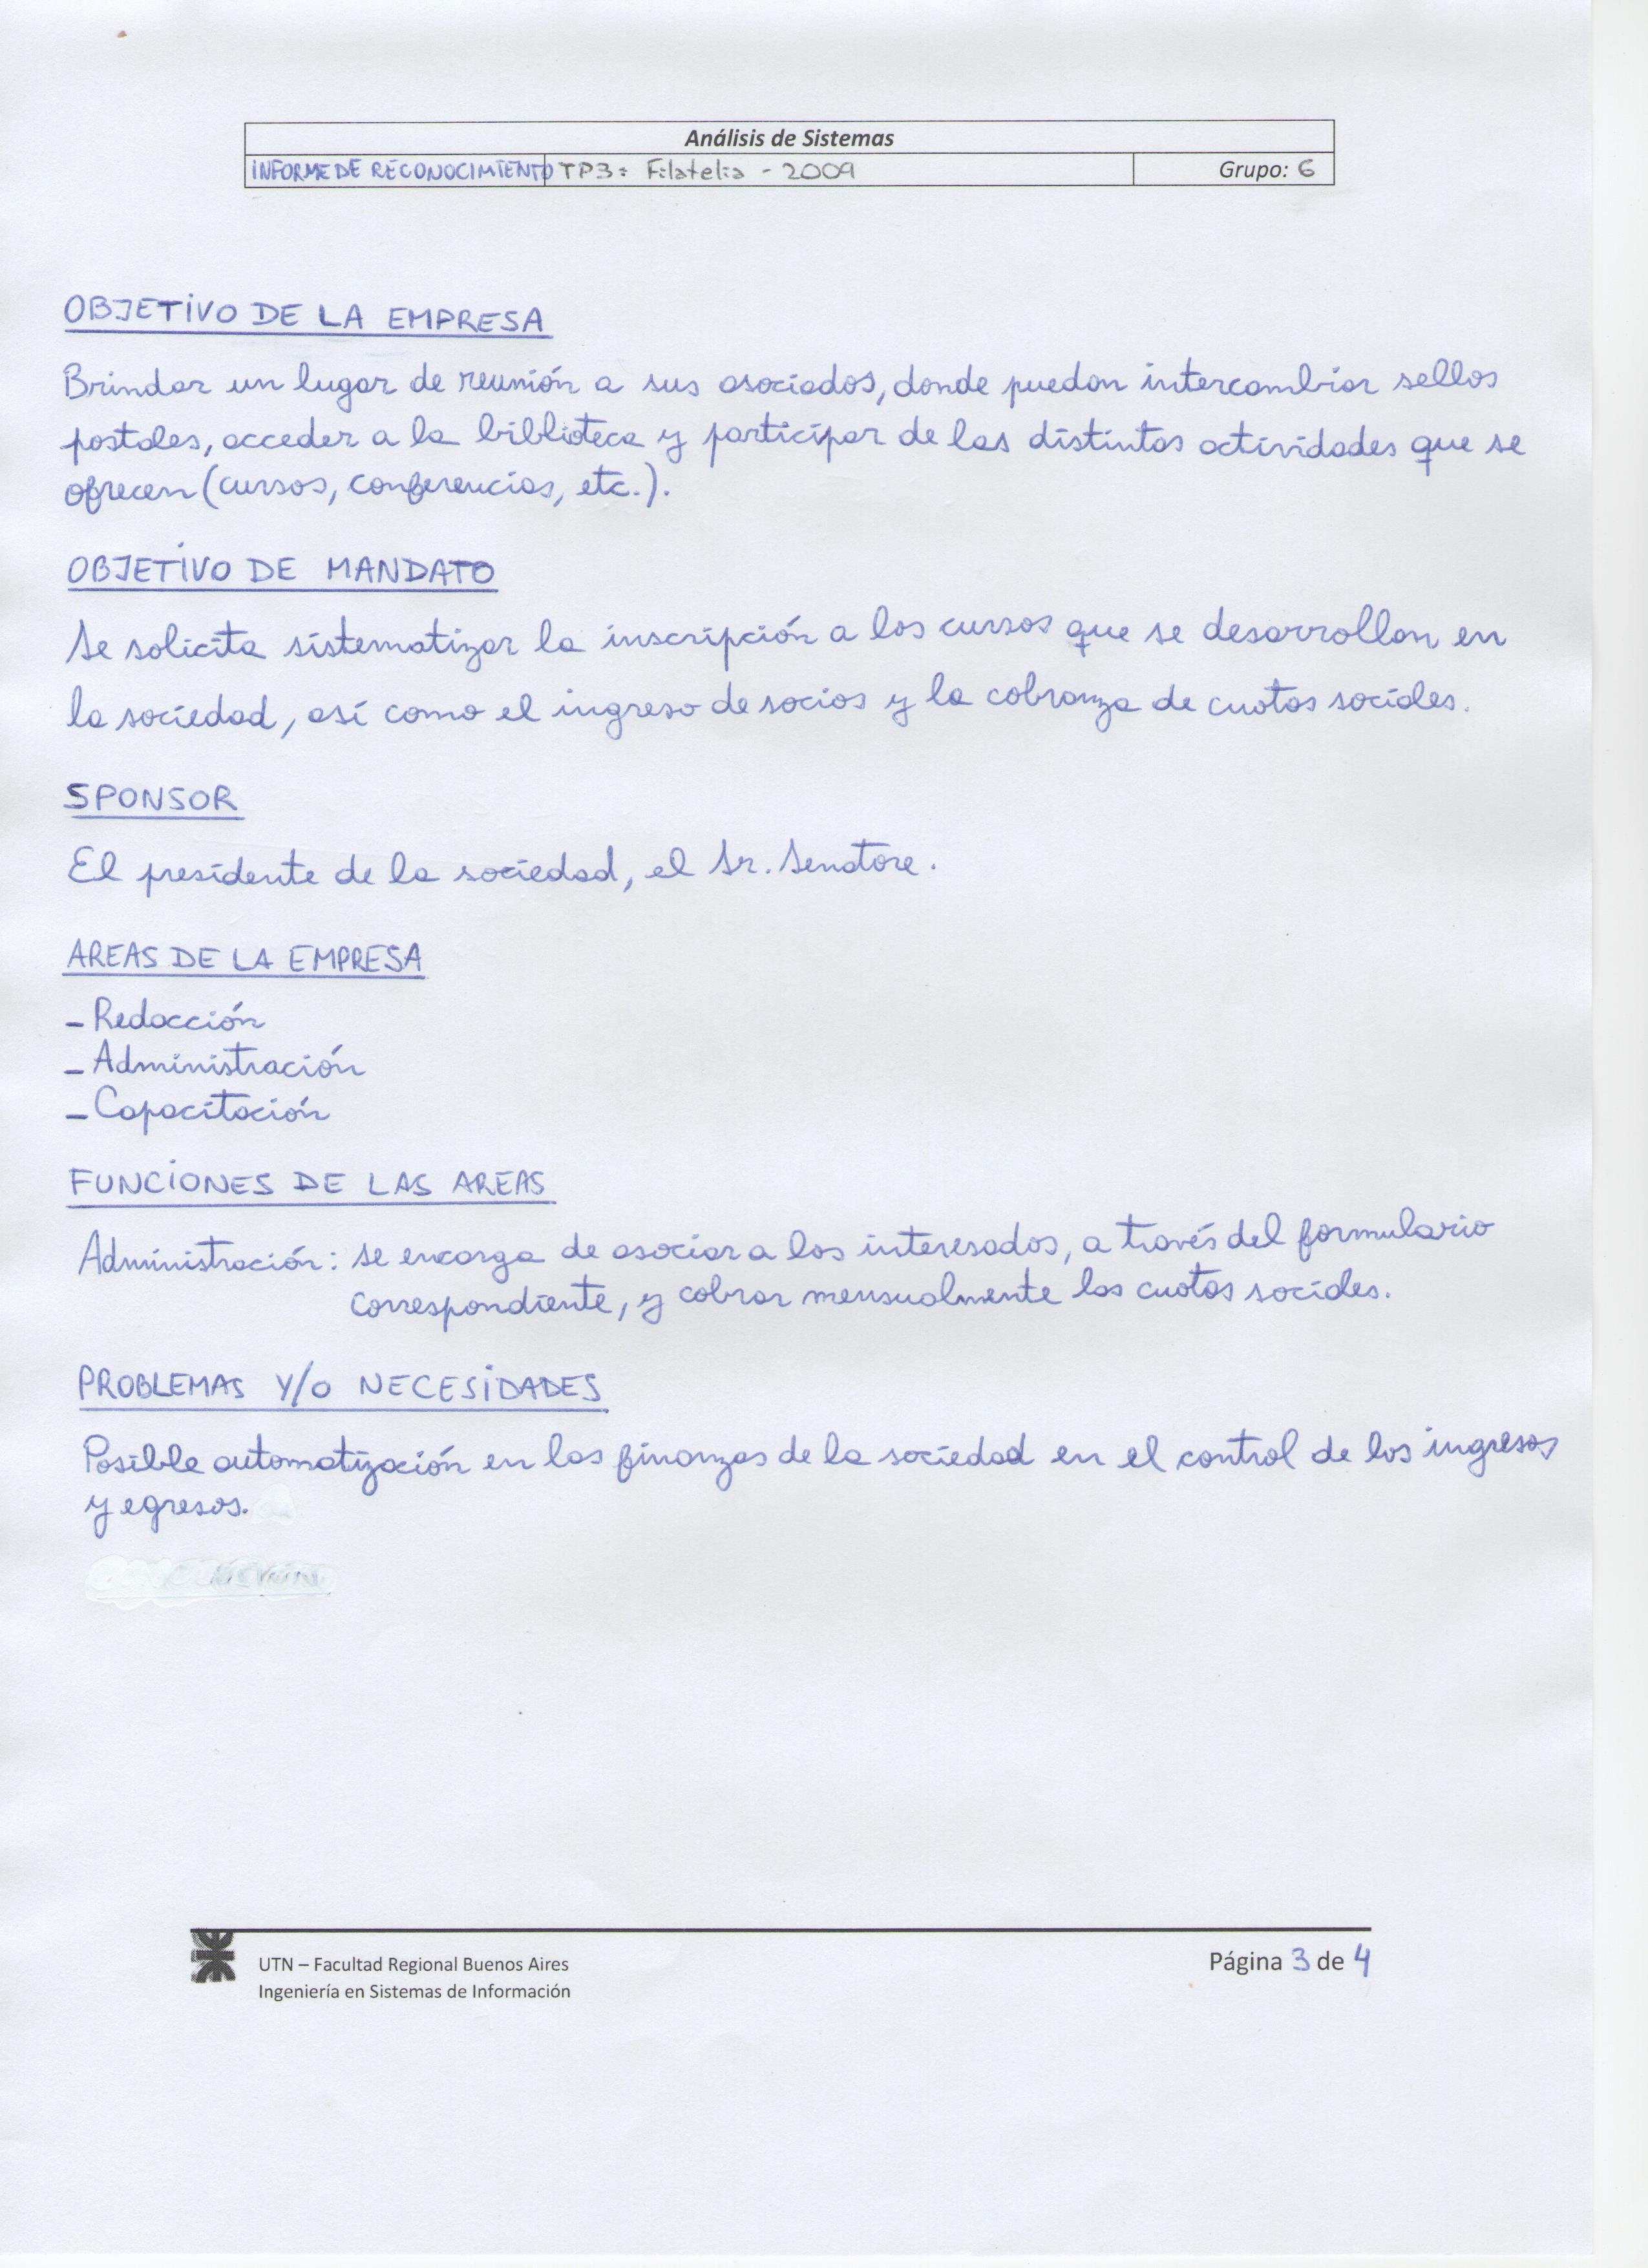 Análisis de Sistemas
INFORME DE RECONOCIMIENTO TP3: Filatelia - 2009 Grupo: 6
OBJETIVO DE LA EMPRESA
Brindar un lugar de reunión a sus asociados, donde puedan intercambiar sellos
postales, acceder a la biblioteca y participar de las distintas actividades que se
ofrecen (cursos, conferencias, etc.).
OBJETIVO DE MANDATO
Se solicita sistematizar la inscripción a los cursos que se desarrollan en
la sociedad, así como el ingreso de socios y la cobranza de cuotas sociales.
SPONSOR
El presidente de la sociedad, el Sr. Senatore.
AREAS DE LA EMPRESA
- Redacción
- Administración
- Capacitación
FUNCIONES DE LAS AREAS
Administración: se encarga de asociar a los interesados, a través del formulario
correspondiente, y cobrar mensualmente las cuotas sociales.
PROBLEMAS Y/O NECESIDADES
Posible automatización en las finanzas de la sociedad en el control de los ingresos
y egresos.
UTN – Facultad Regional Buenos Aires Página 3 de 4
Ingeniería en Sistemas de Información